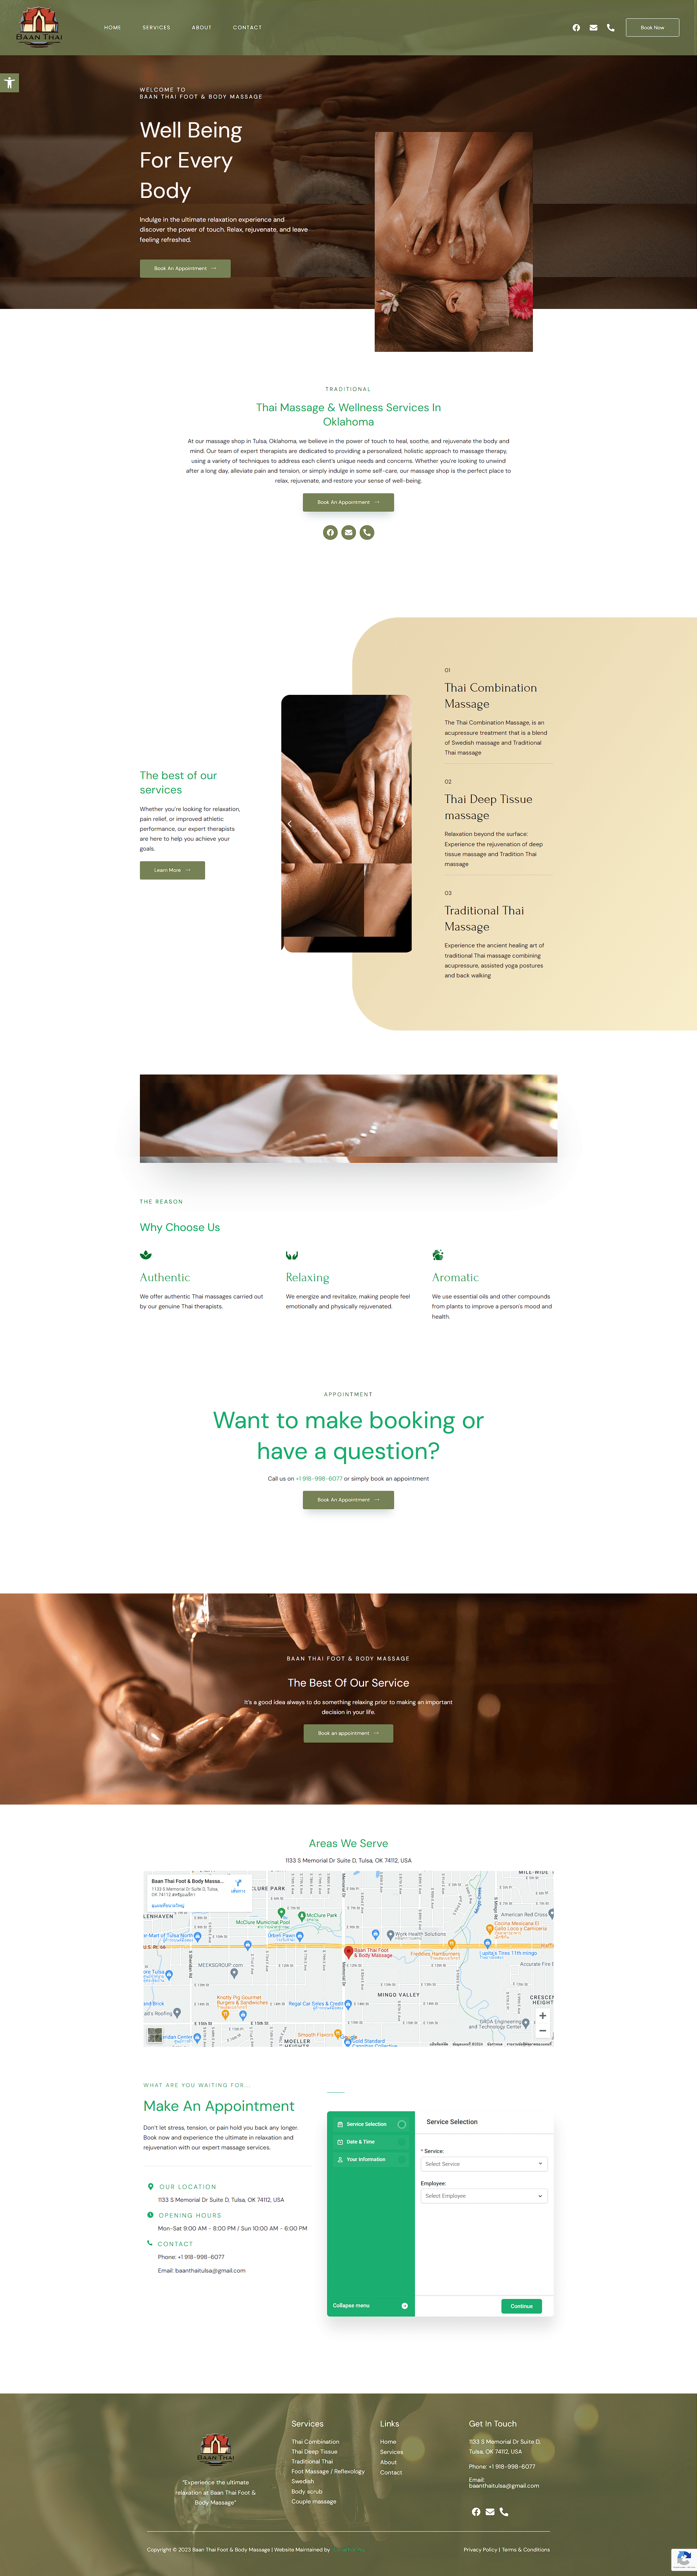 BAAN THAI
HOME
SERVICES
ABOUT
CONTACT
Book Now
WELCOME TO
BAAN THAI FOOT & BODY MASSAGE
Well Being
For Every
Body
Indulge in the ultimate relaxation experience and
discover the power of touch. Relax, rejuvenate, and leave
feeling refreshed.
Book An Appointment
TRADITIONAL
Thai Massage & Wellness Services In
Oklahoma
At our massage shop in Tulsa, Oklahoma, we believe in the power of touch to heal, soothe, and rejuvenate the body and
mind. Our team of expert therapists are dedicated to providing a personalized, holistic approach to massage therapy,
using a variety of techniques to address each client's unique needs and concerns. Whether you're looking to unwind
after a long day, alleviate pain and tension, or simply indulge in some self-care, our massage shop is the perfect place to
relax, rejuvenate, and restore your sense of well-being.
Book An Appointment
The best of our
services
Whether you're looking for relaxation,
pain relief, or improved athletic
performance, our expert therapists
are here to help you achieve your
goals.
Learn More
01
Thai Combination
Massage
The Thai Combination Massage, is an
acupressure treatment that is a blend
of Swedish massage and Traditional
Thai massage
02
Thai Deep Tissue
massage
Relaxation beyond the surface:
Experience the rejuvenation of deep
tissue massage and Tradition Thai
massage
03
Traditional Thai
Massage
Experience the ancient healing art of
traditional Thai massage combining
acupressure, assisted yoga postures
and back walking
THE REASON
Why Choose Us
Authentic
We offer authentic Thai massages carried out
by our genuine Thai therapists.
Relaxing
We energize and revitalize, making people feel
emotionally and physically rejuvenated.
Aromatic
We use essential oils and other compounds
from plants to improve a person's mood and
health.
APPOINTMENT
Want to make booking or
have a question?
Call us on +1 918-998-6077 or simply book an appointment
Book An Appointment
BAAN THAI FOOT & BODY MASSAGE
The Best Of Our Service
It's a good idea always to do something relaxing prior to making an important
decision in your life.
Book an appointment
Areas We Serve
1133 S Memorial Dr Suite D, Tulsa, OK 74112, USA
Baan Thai Foot & Body Massa...
1133 S Memorial Dr Suite D, Tulsa,
OK 74112
McClure Park
McClure Municipal Pool
MEEKSGROUP.com
Work Health Solutions
American Red Cross
Baan Thai Foot
& Body Massage
Freddies Hamburgers
MINGO VALLEY
Regal Car Sales & Credit
MOELLER
HEIGHTS
CRESCENT
HEIGHTS
WHAT ARE YOU WAITING FOR...
Make An Appointment
Don't let stress, tension, or pain hold you back any longer.
Book now and experience the ultimate in relaxation and
rejuvenation with our expert massage services.
OUR LOCATION
1133 S Memorial Dr Suite D, Tulsa, OK 74112, USA
OPENING HOURS
Mon-Sat 9:00 AM - 8:00 PM / Sun 10:00 AM - 6:00 PM
CONTACT
Phone: +1 918-998-6077
Email: baanthaitulsa@gmail.com
Service Selection
Date & Time
Your Information
Collapse menu
Service Selection
* Service:
Select Service
Employee:
Select Employee
Continue
BAAN THAI
"Experience the ultimate
relaxation at Baan Thai Foot &
Body Massage"
Services
Thai Combination
Thai Deep Tissue
Traditional Thai
Foot Massage / Reflexology
Swedish
Body scrub
Couple massage
Links
Home
Services
About
Contact
Get In Touch
1133 S Memorial Dr Suite D,
Tulsa, OK 74112, USA
Phone: +1 918-998-6077
Email:
baanthaitulsa@gmail.com
Copyright © 2023 Baan Thai Foot & Body Massage | Website Maintained by
Privacy Policy | Terms & Conditions